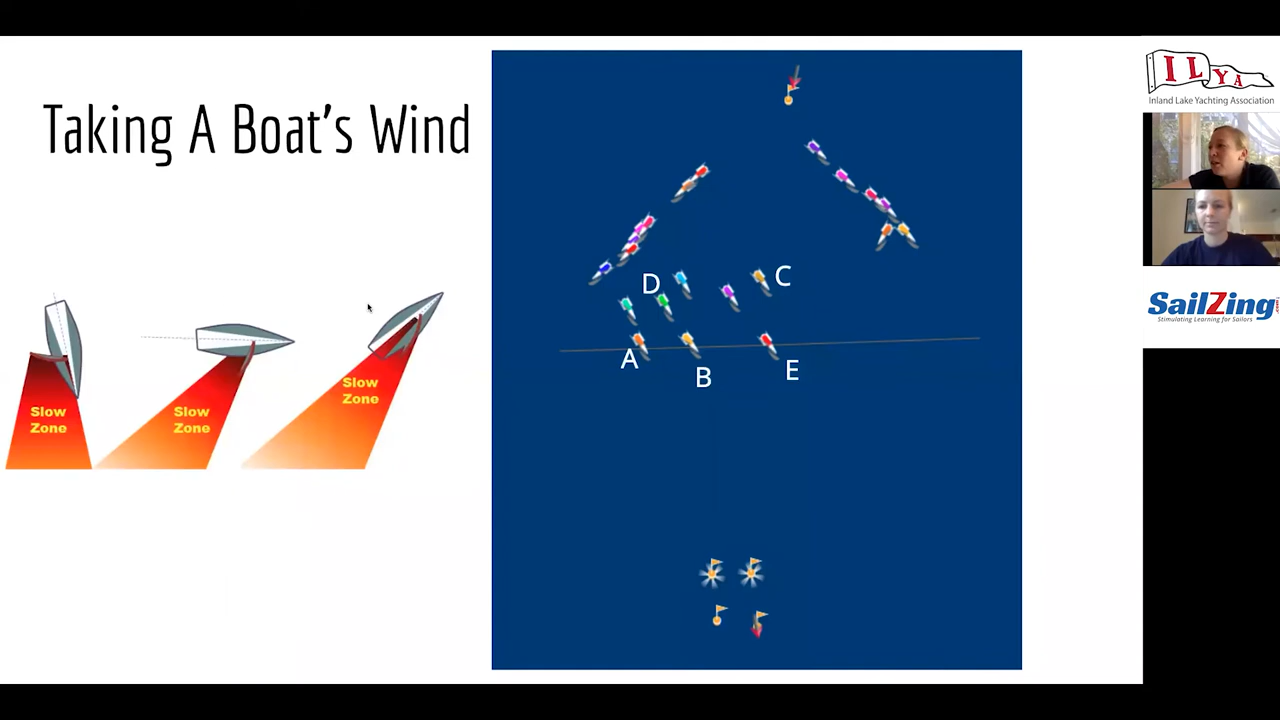 Taking A Boat's Wind
Slow
Zone
Slow
Zone
Slow
Zone
D
C
A
B
E
ILYA
Inland Lake Yachting Association
SailZing
Stimulating Learning for Sailors